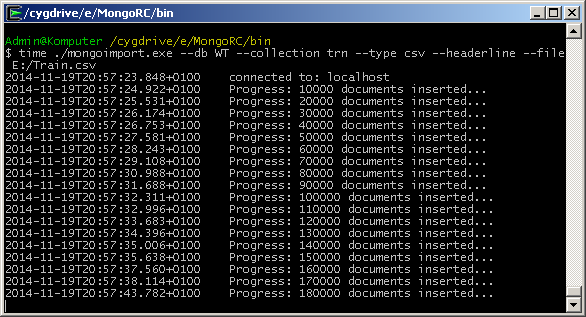 /cygdrive/e/MongoRC/bin
Admin@Komputer /cygdrive/e/MongoRC/bin
$ time ./mongoimport.exe --db WT --collection trn --type csv --headerline --file
E:/Train.csv
2014-11-19T20:57:23.848+0100 connected to: localhost
2014-11-19T20:57:24.922+0100 Progress: 10000 documents inserted...
2014-11-19T20:57:25.531+0100 Progress: 20000 documents inserted...
2014-11-19T20:57:26.174+0100 Progress: 30000 documents inserted...
2014-11-19T20:57:26.753+0100 Progress: 40000 documents inserted...
2014-11-19T20:57:27.581+0100 Progress: 50000 documents inserted...
2014-11-19T20:57:28.243+0100 Progress: 60000 documents inserted...
2014-11-19T20:57:29.108+0100 Progress: 70000 documents inserted...
2014-11-19T20:57:30.988+0100 Progress: 80000 documents inserted...
2014-11-19T20:57:31.688+0100 Progress: 90000 documents inserted...
2014-11-19T20:57:32.311+0100 Progress: 100000 documents inserted...
2014-11-19T20:57:32.996+0100 Progress: 110000 documents inserted...
2014-11-19T20:57:33.683+0100 Progress: 120000 documents inserted...
2014-11-19T20:57:34.396+0100 Progress: 130000 documents inserted...
2014-11-19T20:57:35.006+0100 Progress: 140000 documents inserted...
2014-11-19T20:57:35.638+0100 Progress: 150000 documents inserted...
2014-11-19T20:57:37.560+0100 Progress: 160000 documents inserted...
2014-11-19T20:57:38.114+0100 Progress: 170000 documents inserted...
2014-11-19T20:57:43.782+0100 Progress: 180000 documents inserted...